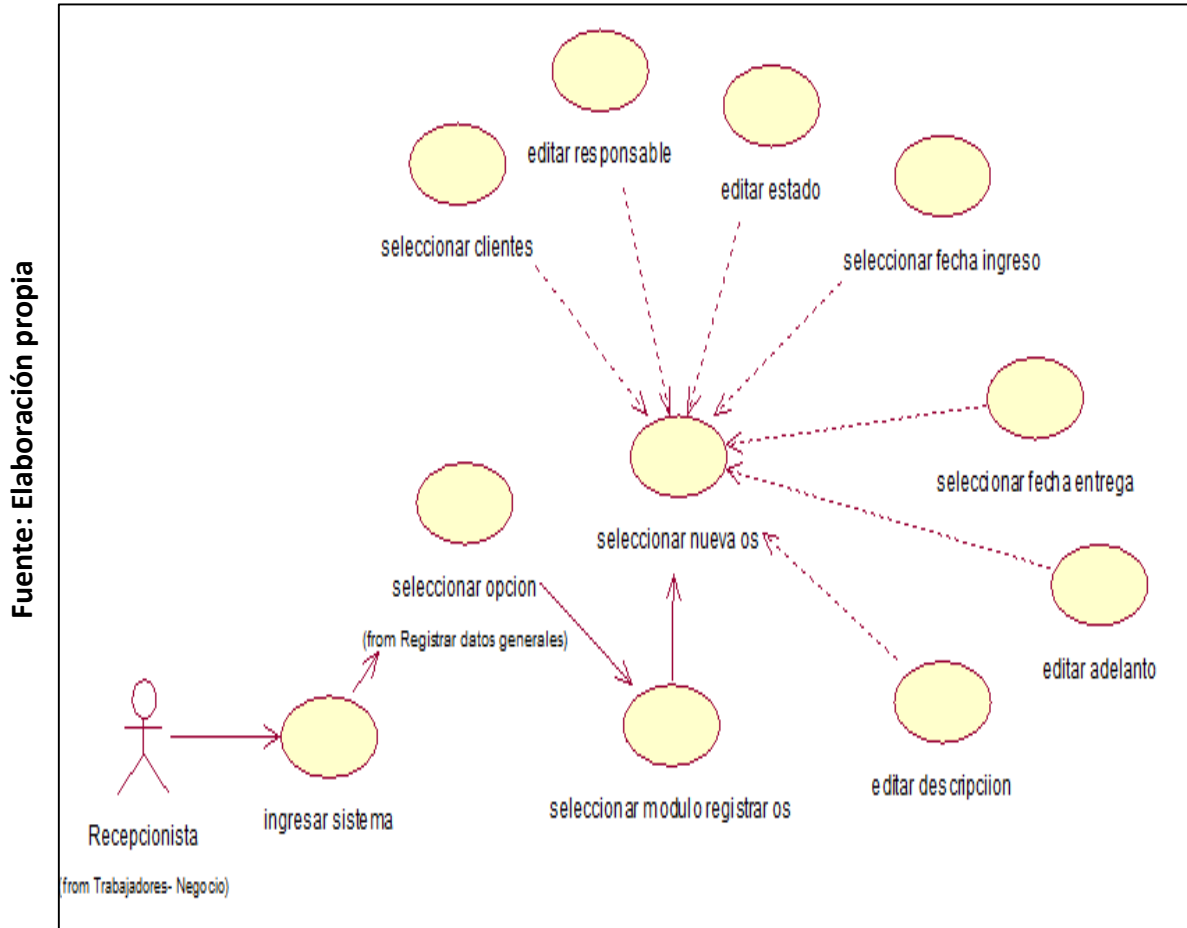 Fuente: Elaboración propia
editar responsable
editar estado
seleccionar clientes
seleccionar fecha ingreso
seleccionar fecha entrega
seleccionar nueva os
seleccionar opcion
(from Registrar datos generales)
editar adelanto
editar descripciion
seleccionar modulo registrar os
ingresar sistema
Recepcionista
(from Trabajadores- Negocio)